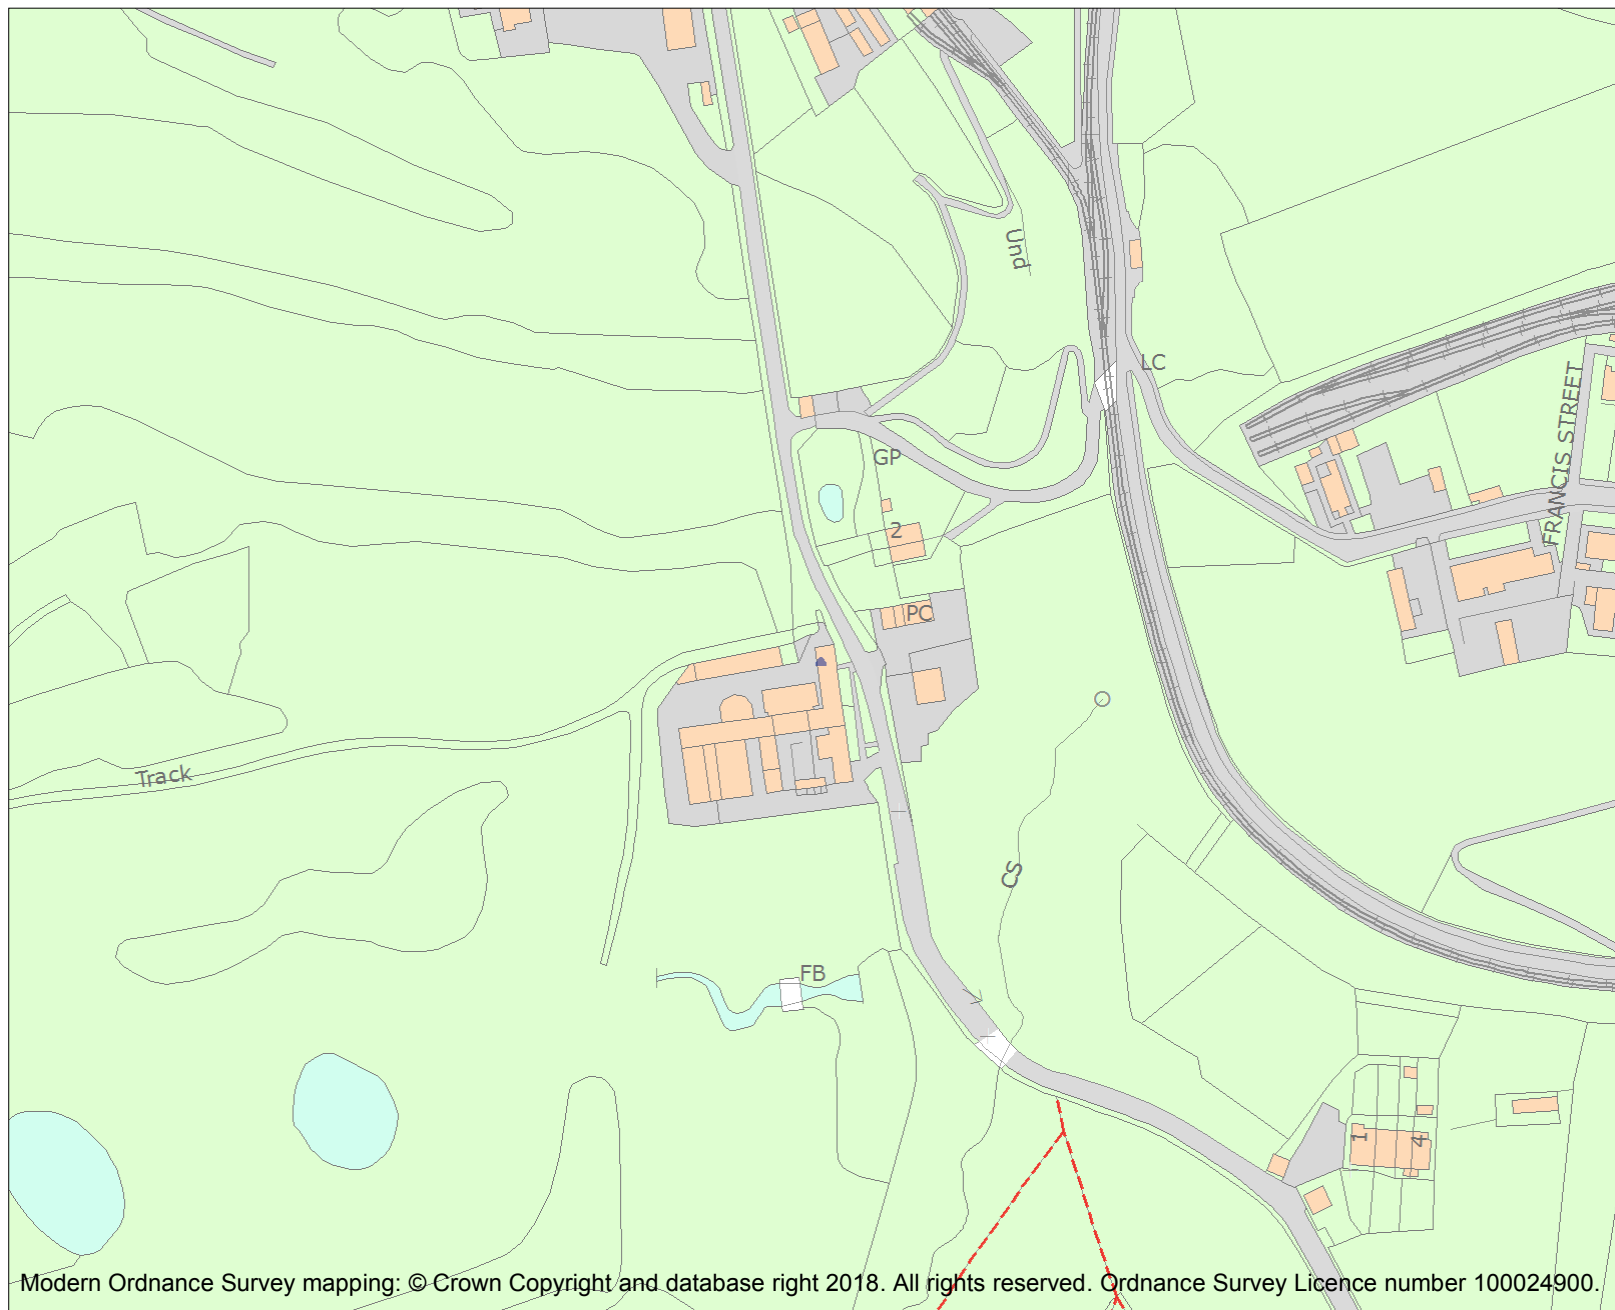 Und
LC
FRANCIS STREET
GP
2
PC
Track
CS
FB
1
4
Modern Ordnance Survey mapping: © Crown Copyright and database right 2018. All rights reserved. Ordnance Survey Licence number 100024900.